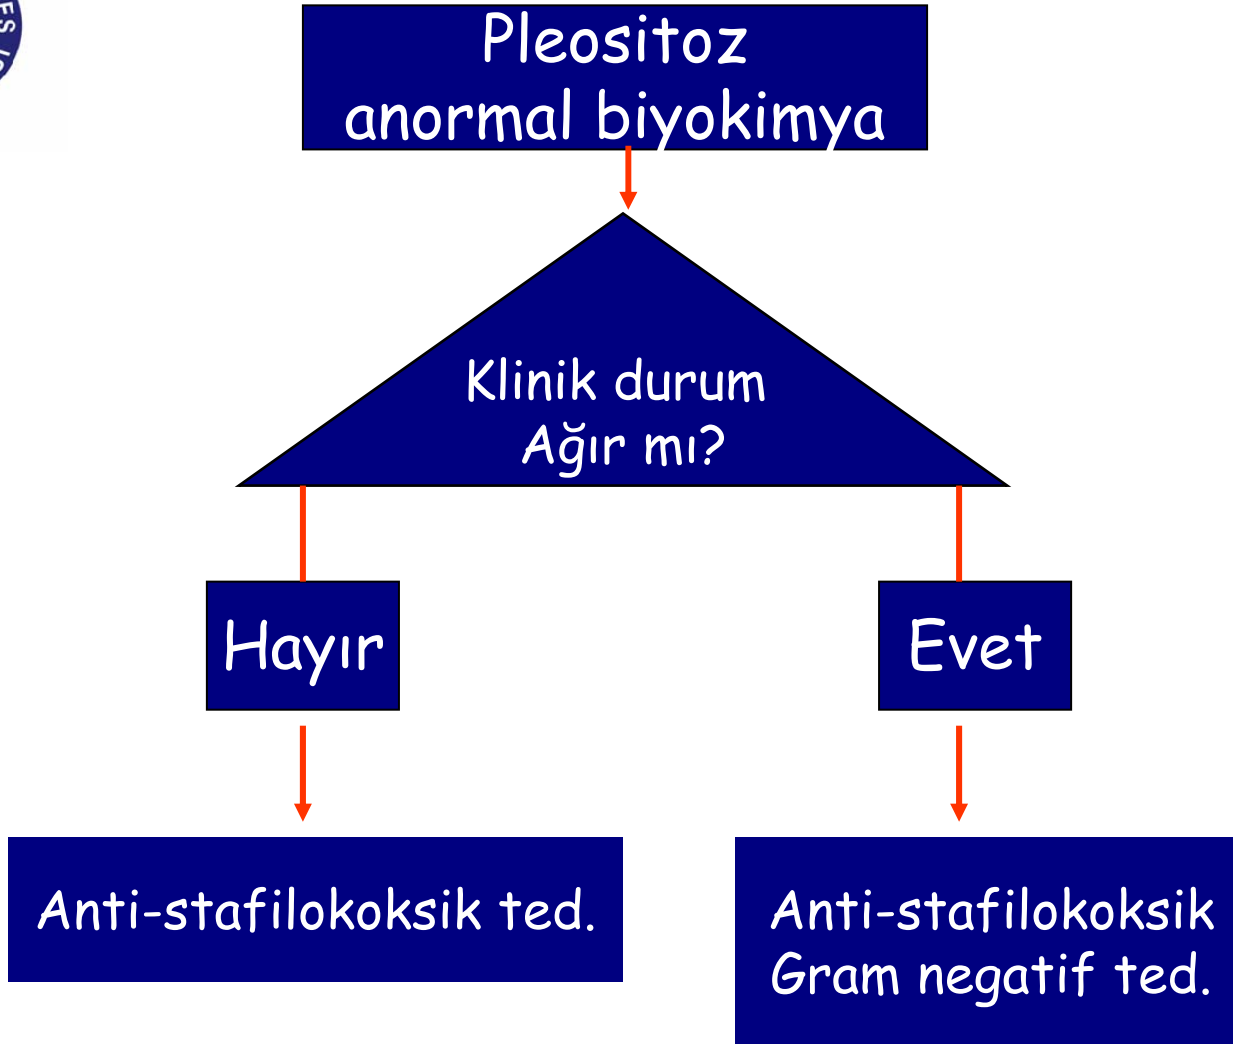 Pleositoz
anormal biyokimya
Klinik durum
Ağır mı?
Hayır
Evet
Anti-stafilokoksik ted.
Anti-stafilokoksik
Gram negatif ted.